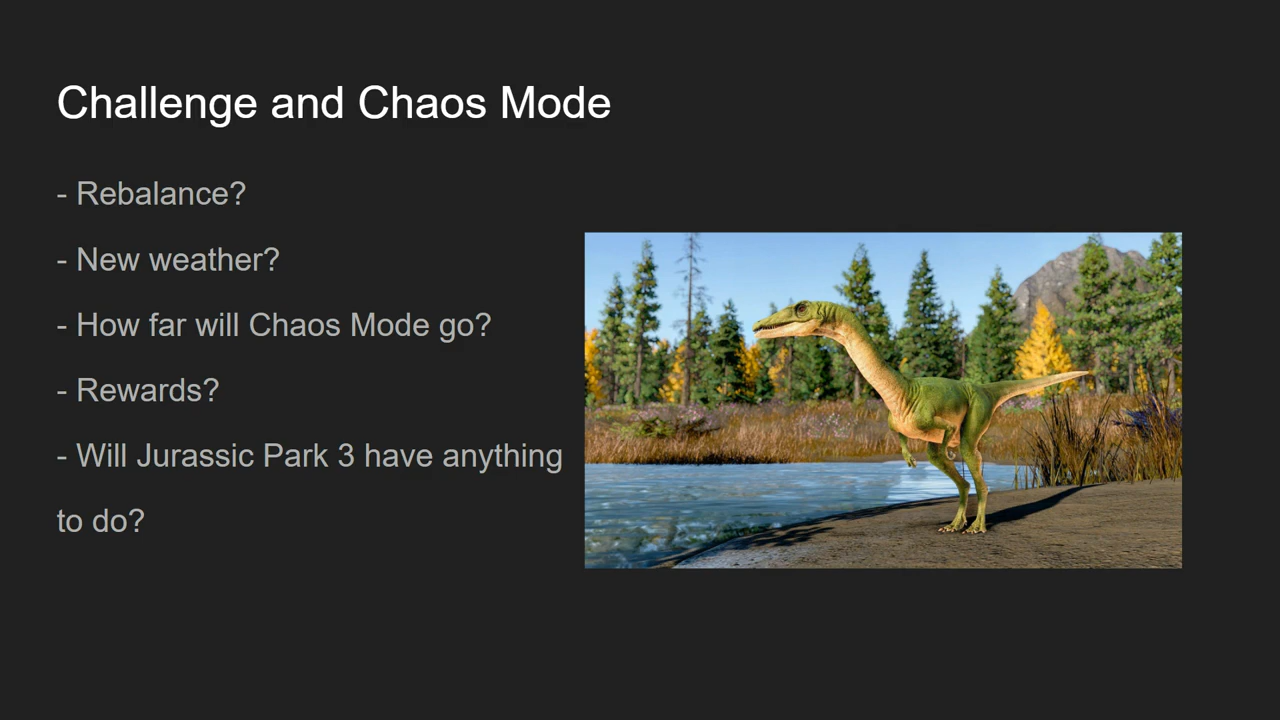 Challenge and Chaos Mode
- Rebalance?
- New weather?
- How far will Chaos Mode go?
- Rewards?
- Will Jurassic Park 3 have anything
to do?